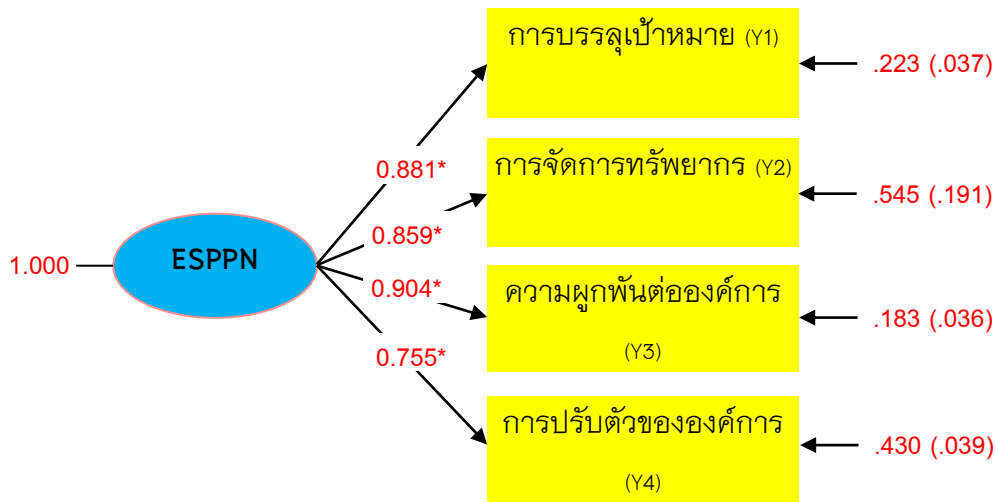 การบรรลุเป้าหมาย (Y1)
.223 (.037)
0.881*
การจัดการทรัพยากร (Y2)
.545 (.191)
0.859*
1.000
ESPPN
0.904*
ความผูกพันต่อองค์การ
(Y3)
.183 (.036)
0.755*
การปรับตัวขององค์การ
(Y4)
.430 (.039)